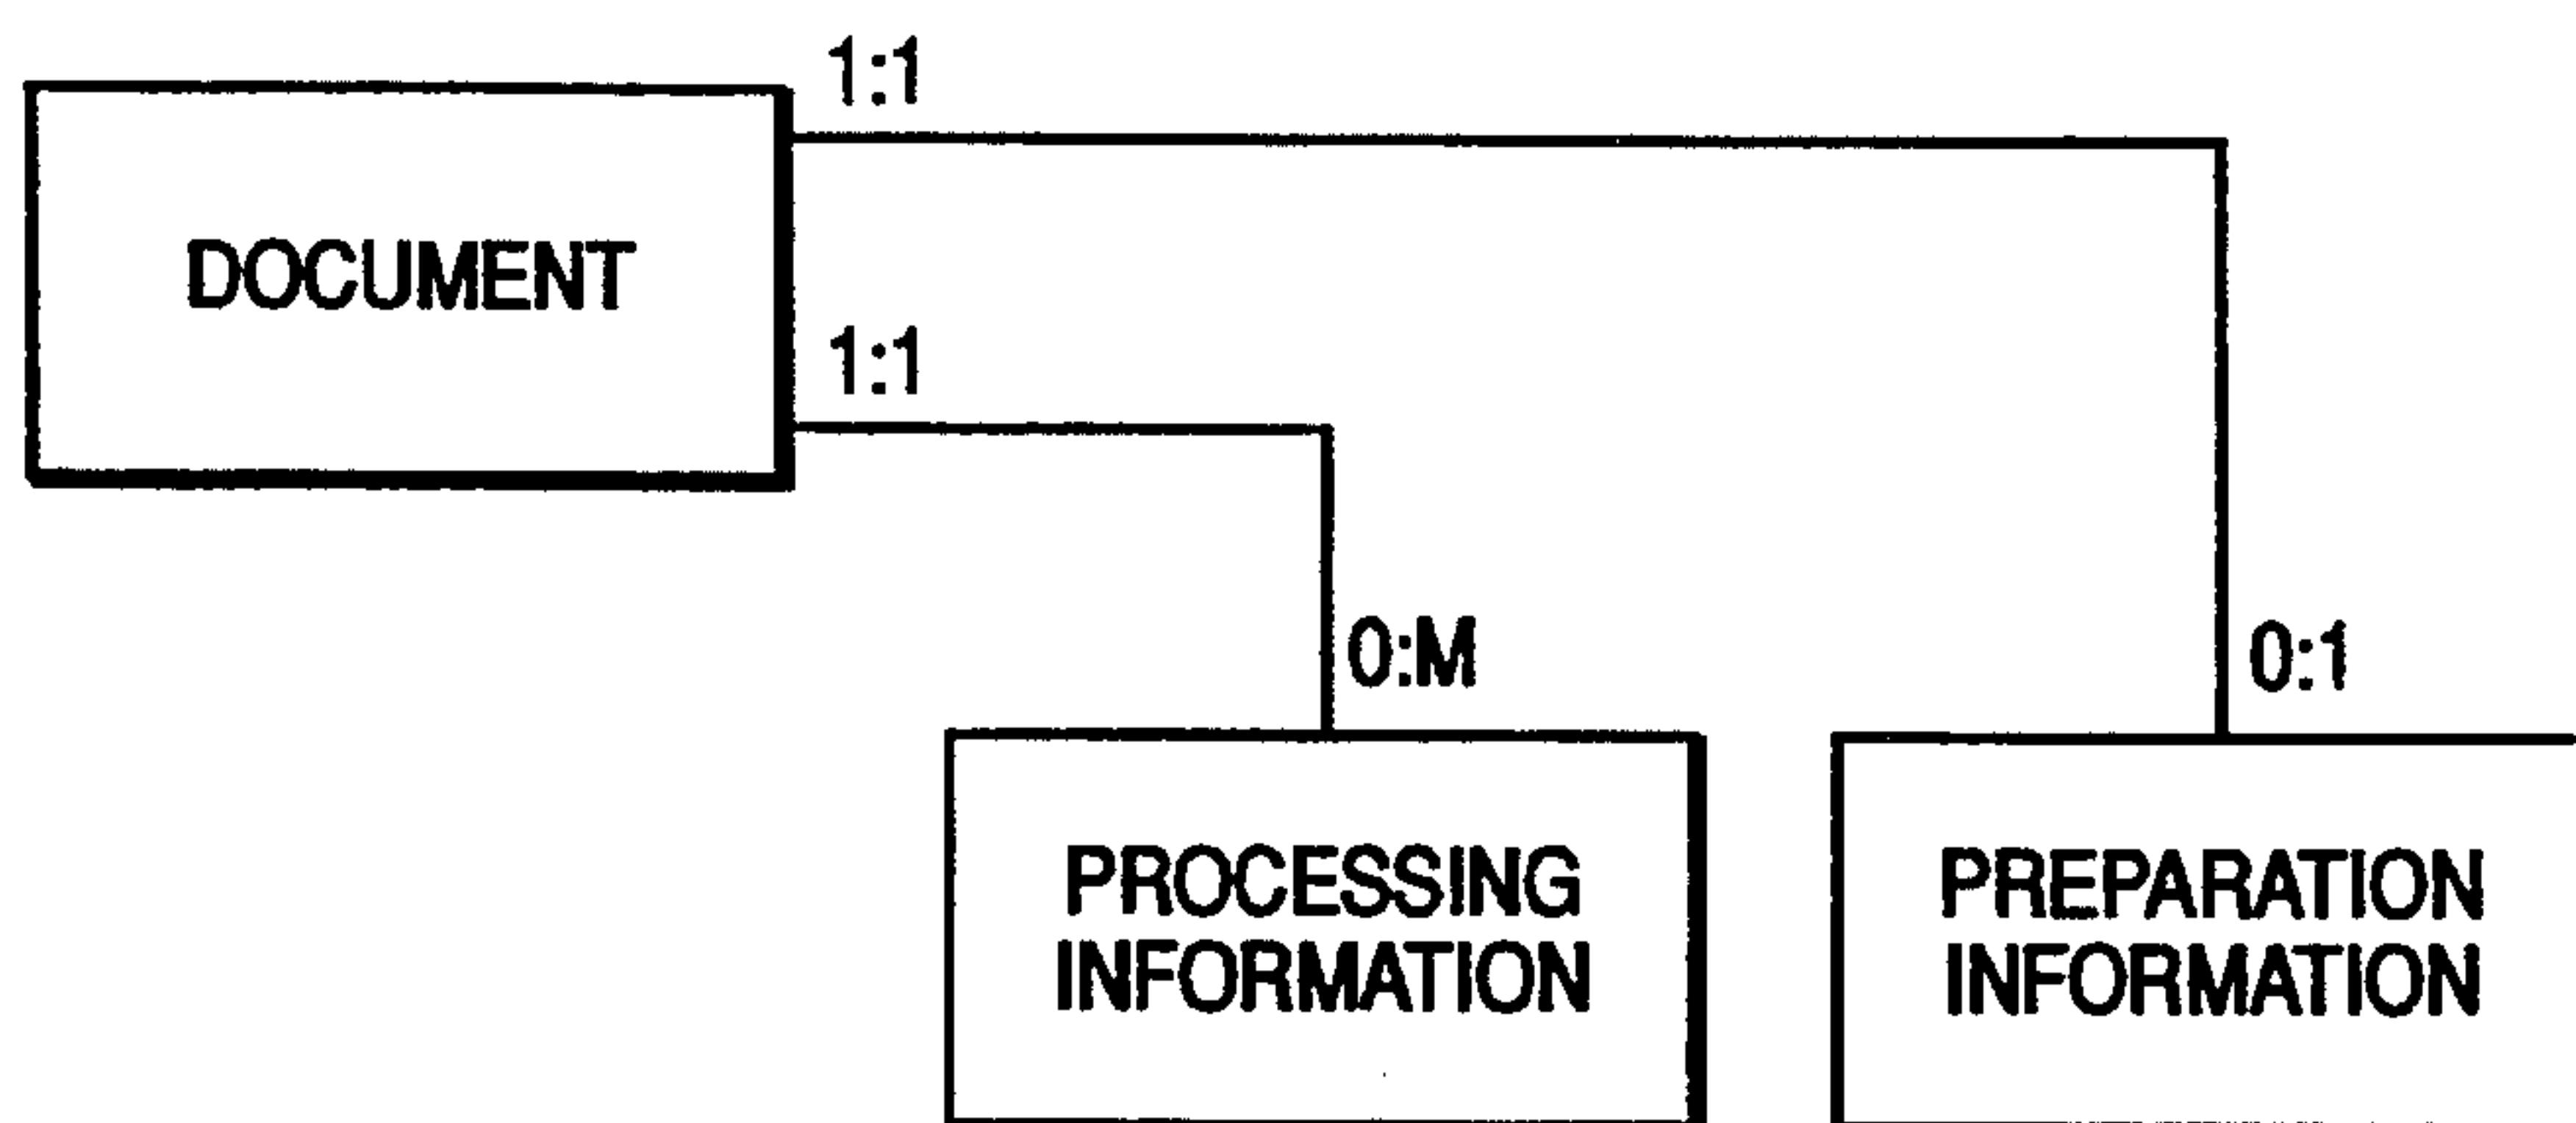 1:1
DOCUMENT
1:1
0:M
0:1
PROCESSING
INFORMATION
PREPARATION
INFORMATION